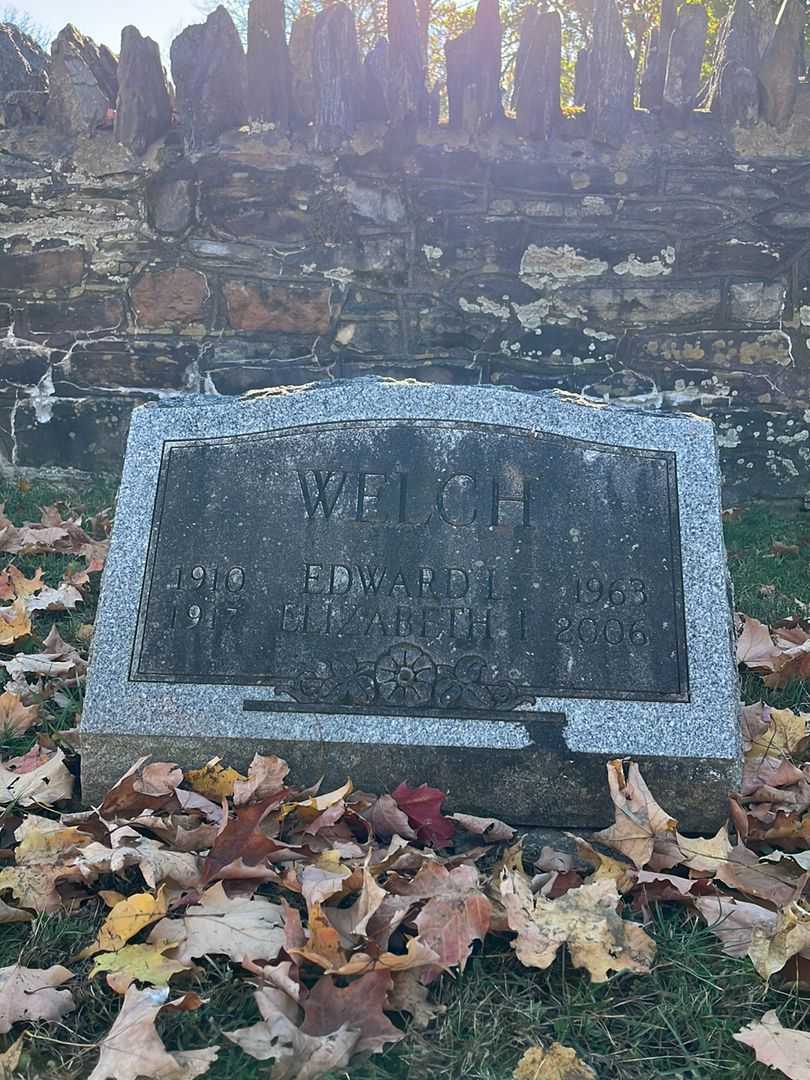 WELCH
1910 EDWARD L 1963
1917 ELIZABETH I 2006